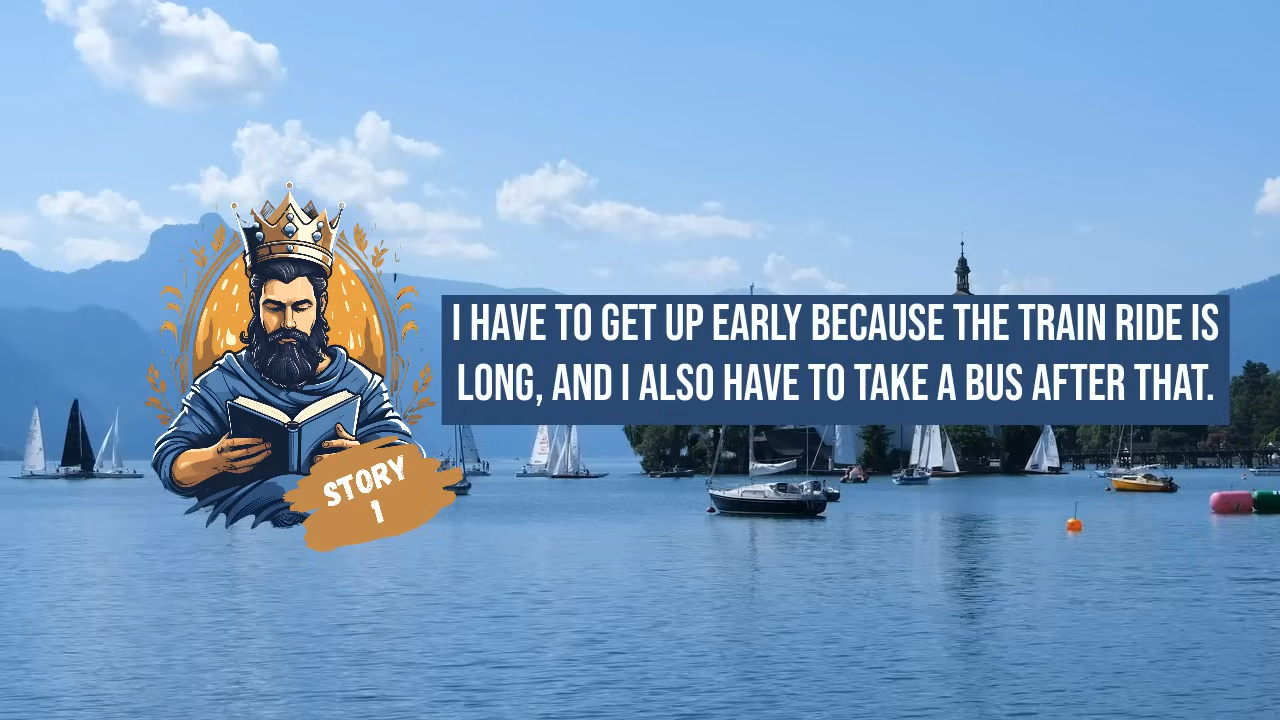 I HAVE TO GET UP EARLY BECAUSE THE TRAIN RIDE IS
LONG, AND I ALSO HAVE TO TAKE A BUS AFTER THAT.
STORY
1